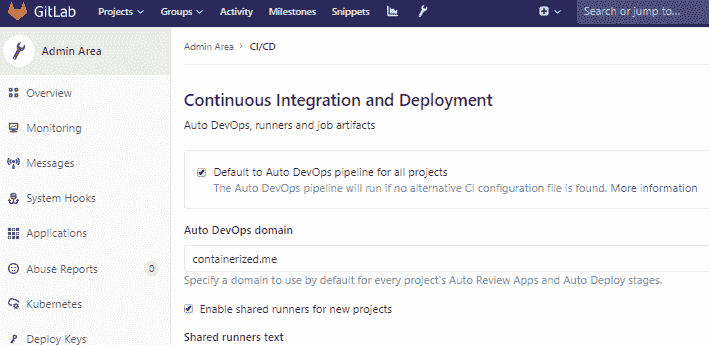 GitLab Projects Groups Activity Milestones Snippets Search or jump to...
Admin Area
Admin Area > CI/CD
Overview
Monitoring
Messages
System Hooks
Applications
Abuse Reports 0
Kubernetes
Deploy Keys
Continuous Integration and Deployment
Auto DevOps, runners and job artifacts
Default to Auto DevOps pipeline for all projects
The Auto DevOps pipeline will run if no alternative CI configuration file is found. More information
Auto DevOps domain
containerized.me
Specify a domain to use by default for every project's Auto Review Apps and Auto Deploy stages.
Enable shared runners for new projects
Shared runners text